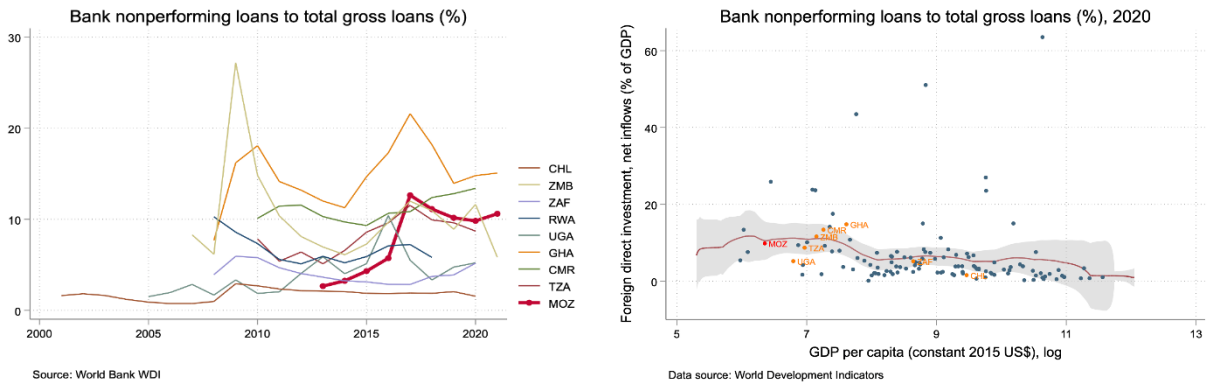 Bank nonperforming loans to total gross loans (%)
30
20
10
0
2000
2005
2010
2015
2020
CHL
ZMB
ZAF
RWA
UGA
GHA
CMR
TZA
MOZ
Source: World Bank WDI
Bank nonperforming loans to total gross loans (%), 2020
Foreign direct investment, net inflows (% of GDP)
60
40
20
0
GHA
CMR
ZMB
MOZ
TZA
UGA
ZAF
CHL
5
7
9
11
13
GDP per capita (constant 2015 US$), log
Data source: World Development Indicators